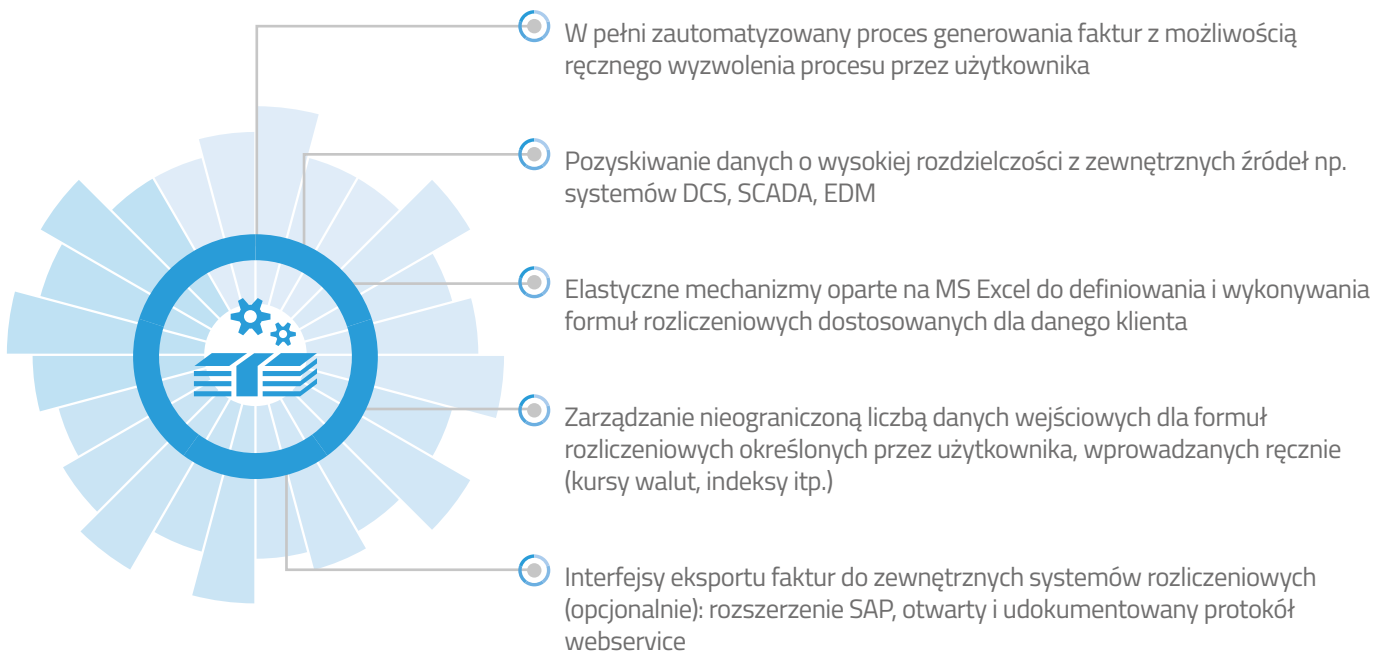 W pełni zautomatyzowany proces generowania faktur z możliwością
ręcznego wyzwolenia procesu przez użytkownika
Pozyskiwanie danych o wysokiej rozdzielczości z zewnętrznych źródeł np.
systemów DCS, SCADA, EDM
Elastyczne mechanizmy oparte na MS Excel do definiowania i wykonywania
formuł rozliczeniowych dostosowanych dla danego klienta
Zarządzanie nieograniczoną liczbą danych wejściowych dla formuł
rozliczeniowych określonych przez użytkownika, wprowadzanych ręcznie
(kursy walut, indeksy itp.)
Interfejsy eksportu faktur do zewnętrznych systemów rozliczeniowych
(opcjonalnie): rozszerzenie SAP, otwarty i udokumentowany protokół
webservice